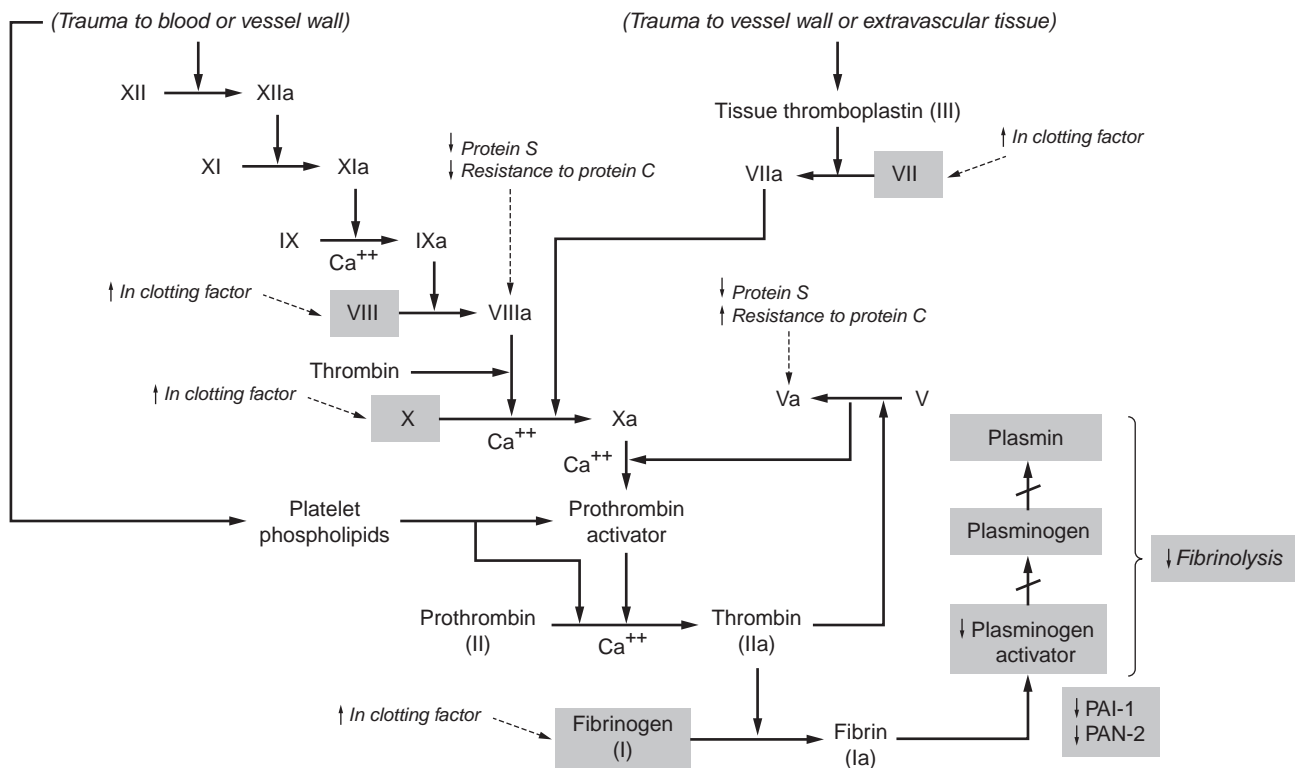 (Trauma to blood or vessel wall)
(Trauma to vessel wall or extravascular tissue)
XII
XIIa
Tissue thromboplastin (III)
↓ Protein S
↓ Resistance to protein C
↑ In clotting factor
XI
XIa
VIIa
VII
IX
IXa
Ca++
↑ In clotting factor
↓ Protein S
↑ Resistance to protein C
VIII
VIIIa
Thrombin
↑ In clotting factor
Va
V
X
Xa
Ca++
Plasmin
Ca++
Platelet
phospholipids
Prothrombin
activator
Plasminogen
↓ Fibrinolysis
Prothrombin
(II)
Ca++
Thrombin
(IIa)
↓ Plasminogen
activator
↑ In clotting factor
Fibrinogen
(I)
Fibrin
(Ia)
↓ PAI-1
↓ PAN-2